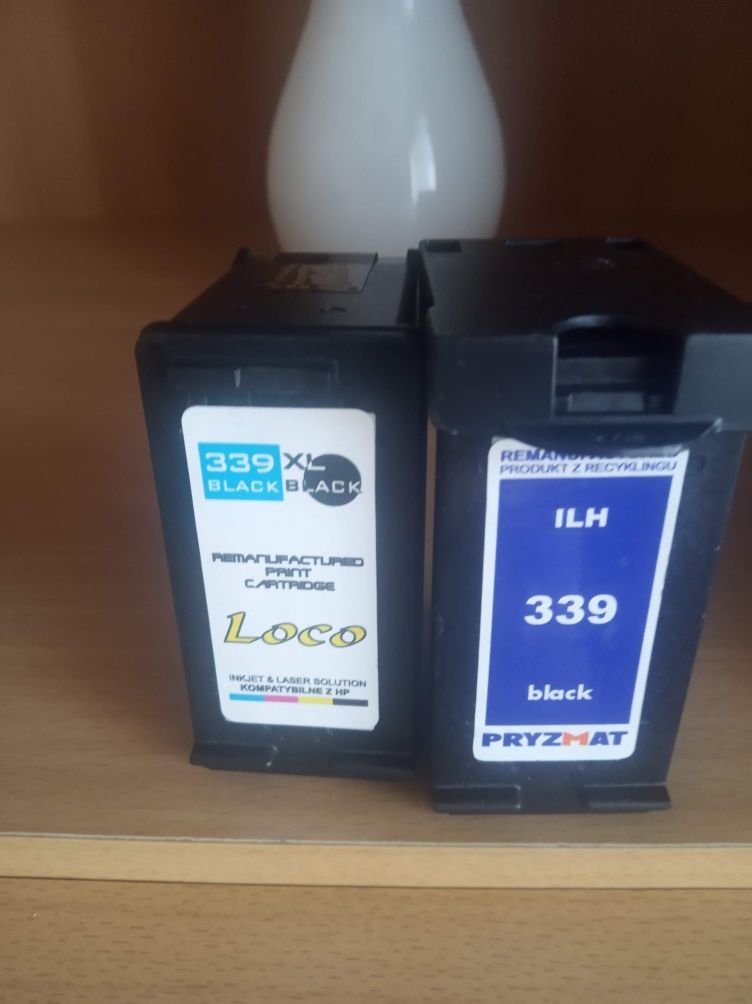 339 XL
BLACK BLACK
REMANUFACTURED
PRINT
CARTRIDGE
Loco
INKJET & LASER SOLUTION
KOMPATYBILNE Z HP
REMANUFACTURED
PRODUKT Z RECYKLINGU
ILH
339
black
PRYZMAT